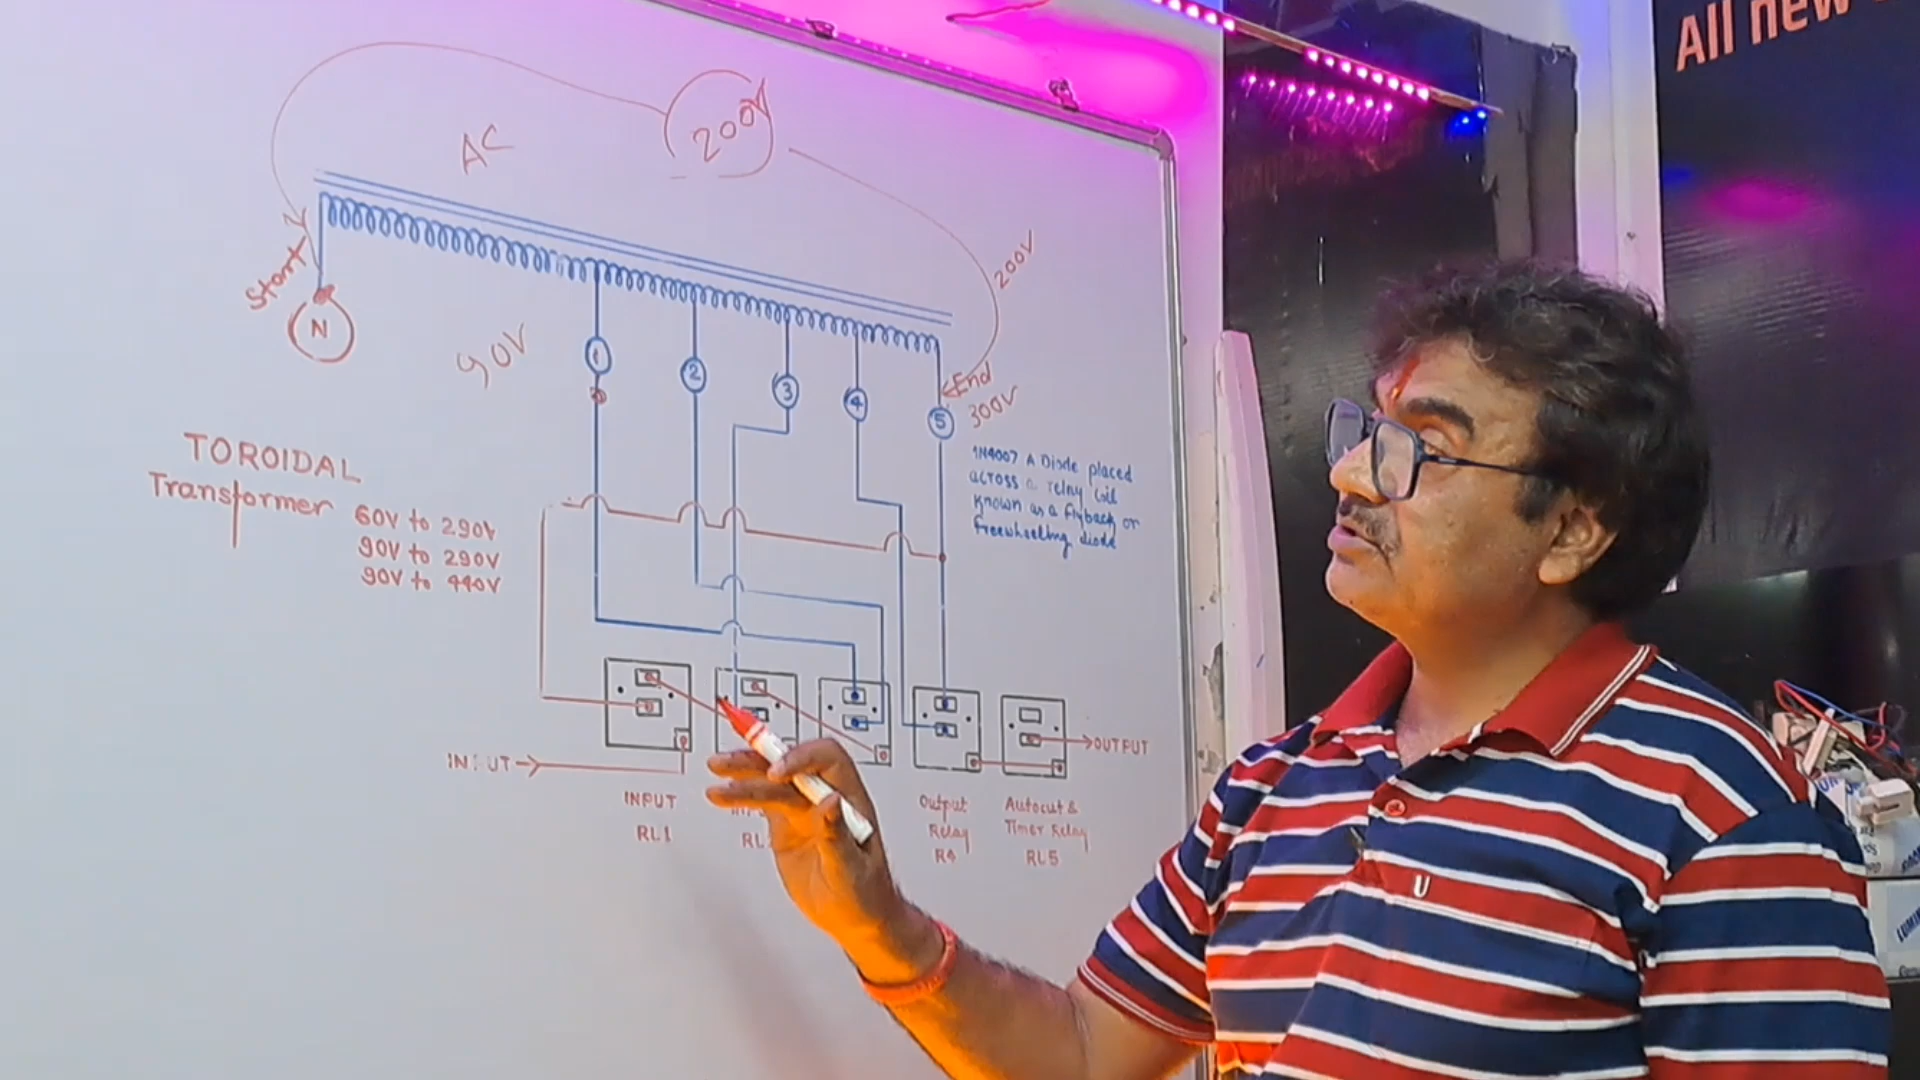 All new
200V
AC
200V
Start
N
90V
End
300V
1
2
3
4
5
TOROIDAL
Transformer
60V to 290V
90V to 290V
90V to 440V
1N4007 A Diode placed
across a relay coil
known as a flyback or
freewheeling diode
INPUT
OUTPUT
INPUT
RL1
RL
Output
Relay
R4
Autocut &
Timer Relay
RL5
U